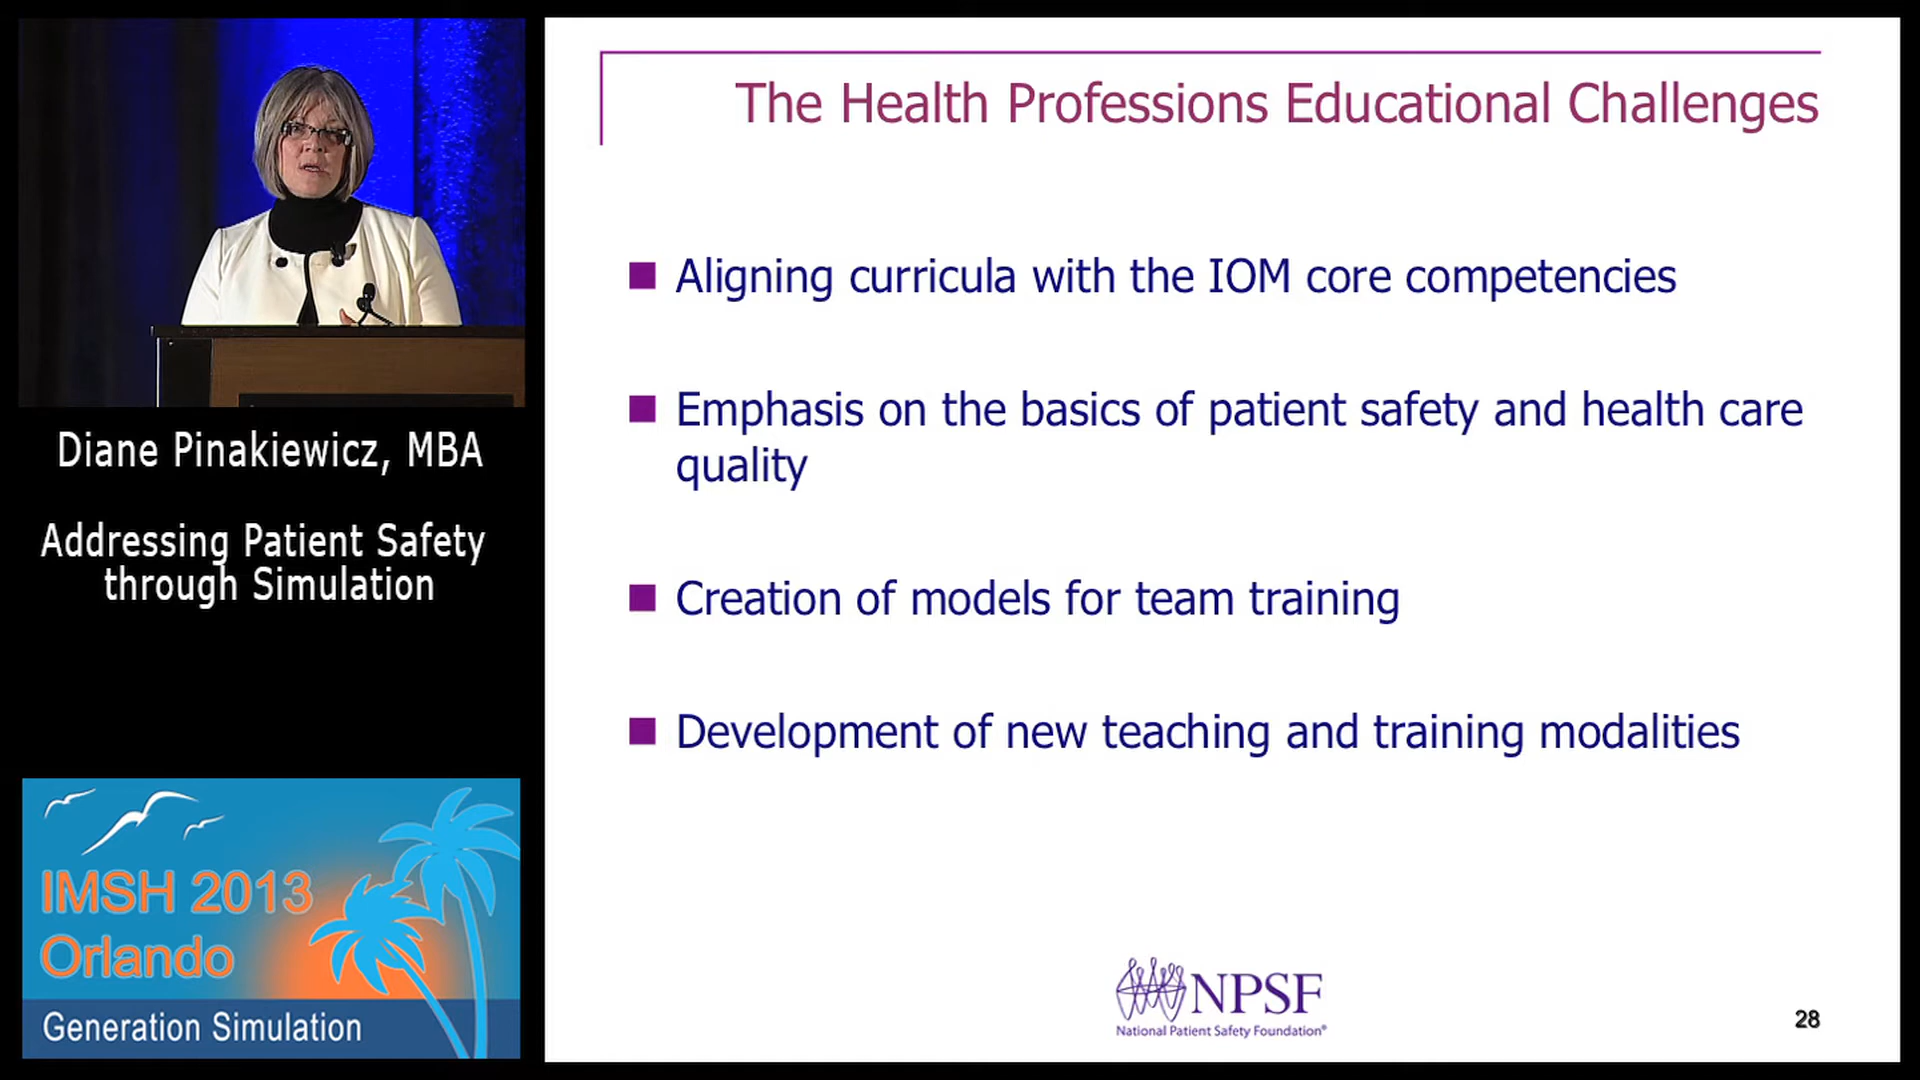 Diane Pinakiewicz, MBA
Addressing Patient Safety
through Simulation
IMSH 2013
Orlando
Generation Simulation
The Health Professions Educational Challenges
Aligning curricula with the IOM core competencies
Emphasis on the basics of patient safety and health care
quality
Creation of models for team training
Development of new teaching and training modalities
NPSF
National Patient Safety Foundation®
28